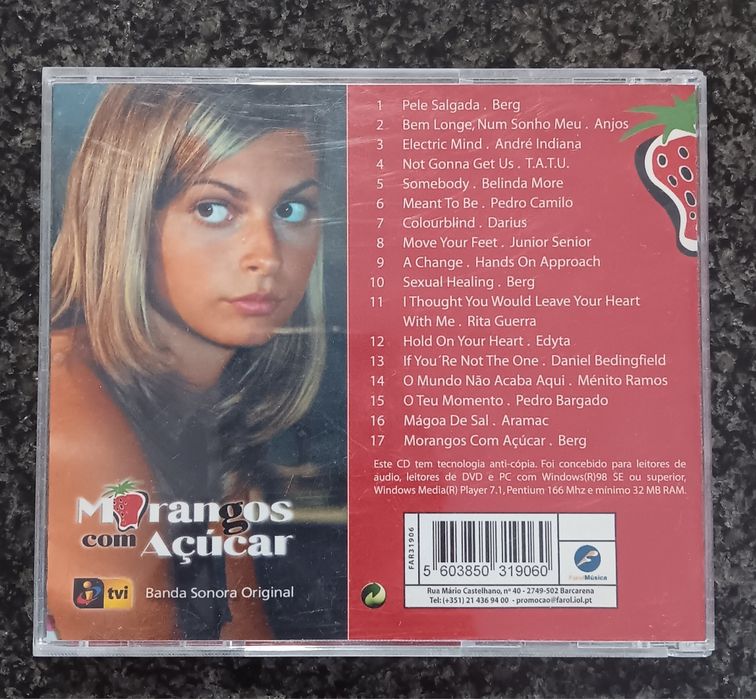 1 Pele Salgada . Berg
2 Bem Longe, Num Sonho Meu . Anjos
3 Electric Mind . André Indiana
4 Not Gonna Get Us . T.A.T.U.
5 Somebody . Belinda More
6 Meant To Be . Pedro Camilo
7 Colourblind . Darius
8 Move Your Feet . Junior Senior
9 A Change . Hands On Approach
10 Sexual Healing . Berg
11 I Thought You Would Leave Your Heart
With Me . Rita Guerra
12 Hold On Your Heart . Edyta
13 If You´Re Not The One . Daniel Bedingfield
14 O Mundo Não Acaba Aqui . Ménito Ramos
15 O Teu Momento . Pedro Bargado
16 Mágoa De Sal . Aramac
17 Morangos Com Açúcar . Berg
Este CD tem tecnologia anti-cópia. Foi concebido para leitores de
áudio, leitores de DVD e PC com Windows(R)98 SE ou superior,
Windows Media(R) Player 7.1, Pentium 166 Mhz e mínimo 32 MB RAM.
Morangos
com Açúcar
tvi
Banda Sonora Original
FAR31906
5 603850 319060
FarolMúsica
Rua Mário Castelhano, nº 40 - 2749-502 Barcarena
Tel: (+351) 21 436 94 00 - promocao@farol.iol.pt